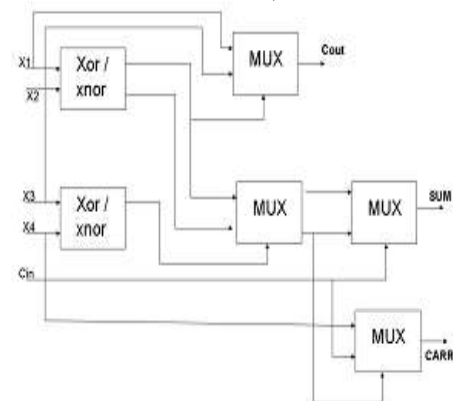 X1
X2
Xor /
xnor
MUX
Cout
X3
X4
Xor /
xnor
MUX
MUX
SUM
Cin
MUX
CARR